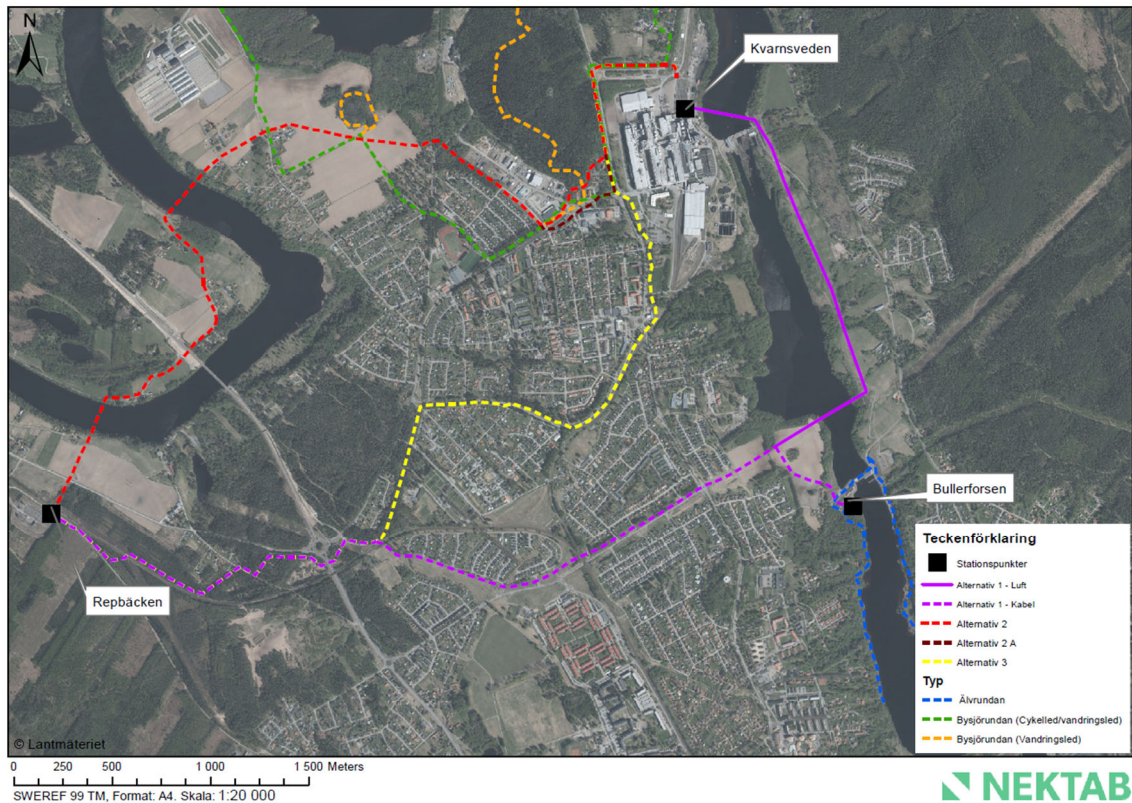 N
Kvarnsveden
Bullerforsen
Repbäcken
Teckenförklaring
Stationspunkter
Alternativ 1 - Luft
Alternativ 1 - Kabel
Alternativ 2
Alternativ 2 A
Alternativ 3
Typ
Älvrundan
Bysjörundan (Cykelled/vandringsled)
Bysjörundan (Vandringsled)
© Lantmäteriet
0 250 500 1 000 1 500 Meters
SWEREF 99 TM, Format: A4. Skala: 1:20 000
NEKTAB